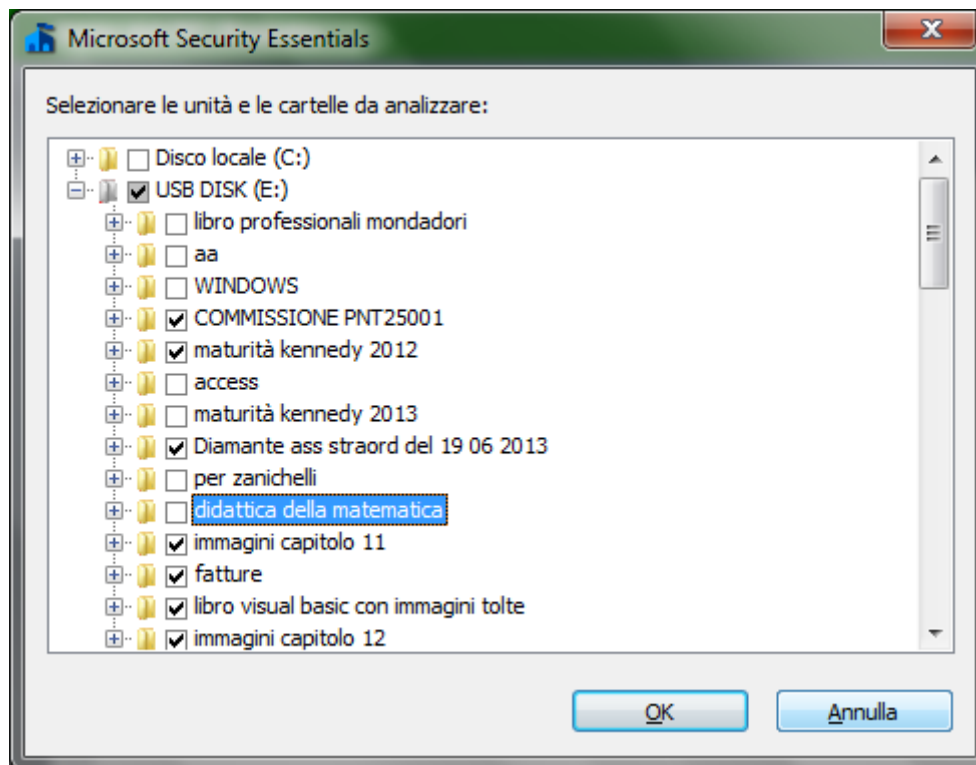 Microsoft Security Essentials
Selezionare le unità e le cartelle da analizzare:
Disco locale (C:)
USB DISK (E:)
libro professionali mondadori
aa
WINDOWS
COMMISSIONE PNT25001
maturità kennedy 2012
access
maturità kennedy 2013
Diamante ass straord del 19 06 2013
per zanichelli
didattica della matematica
immagini capitolo 11
fatture
libro visual basic con immagini tolte
immagini capitolo 12
OK Annulla